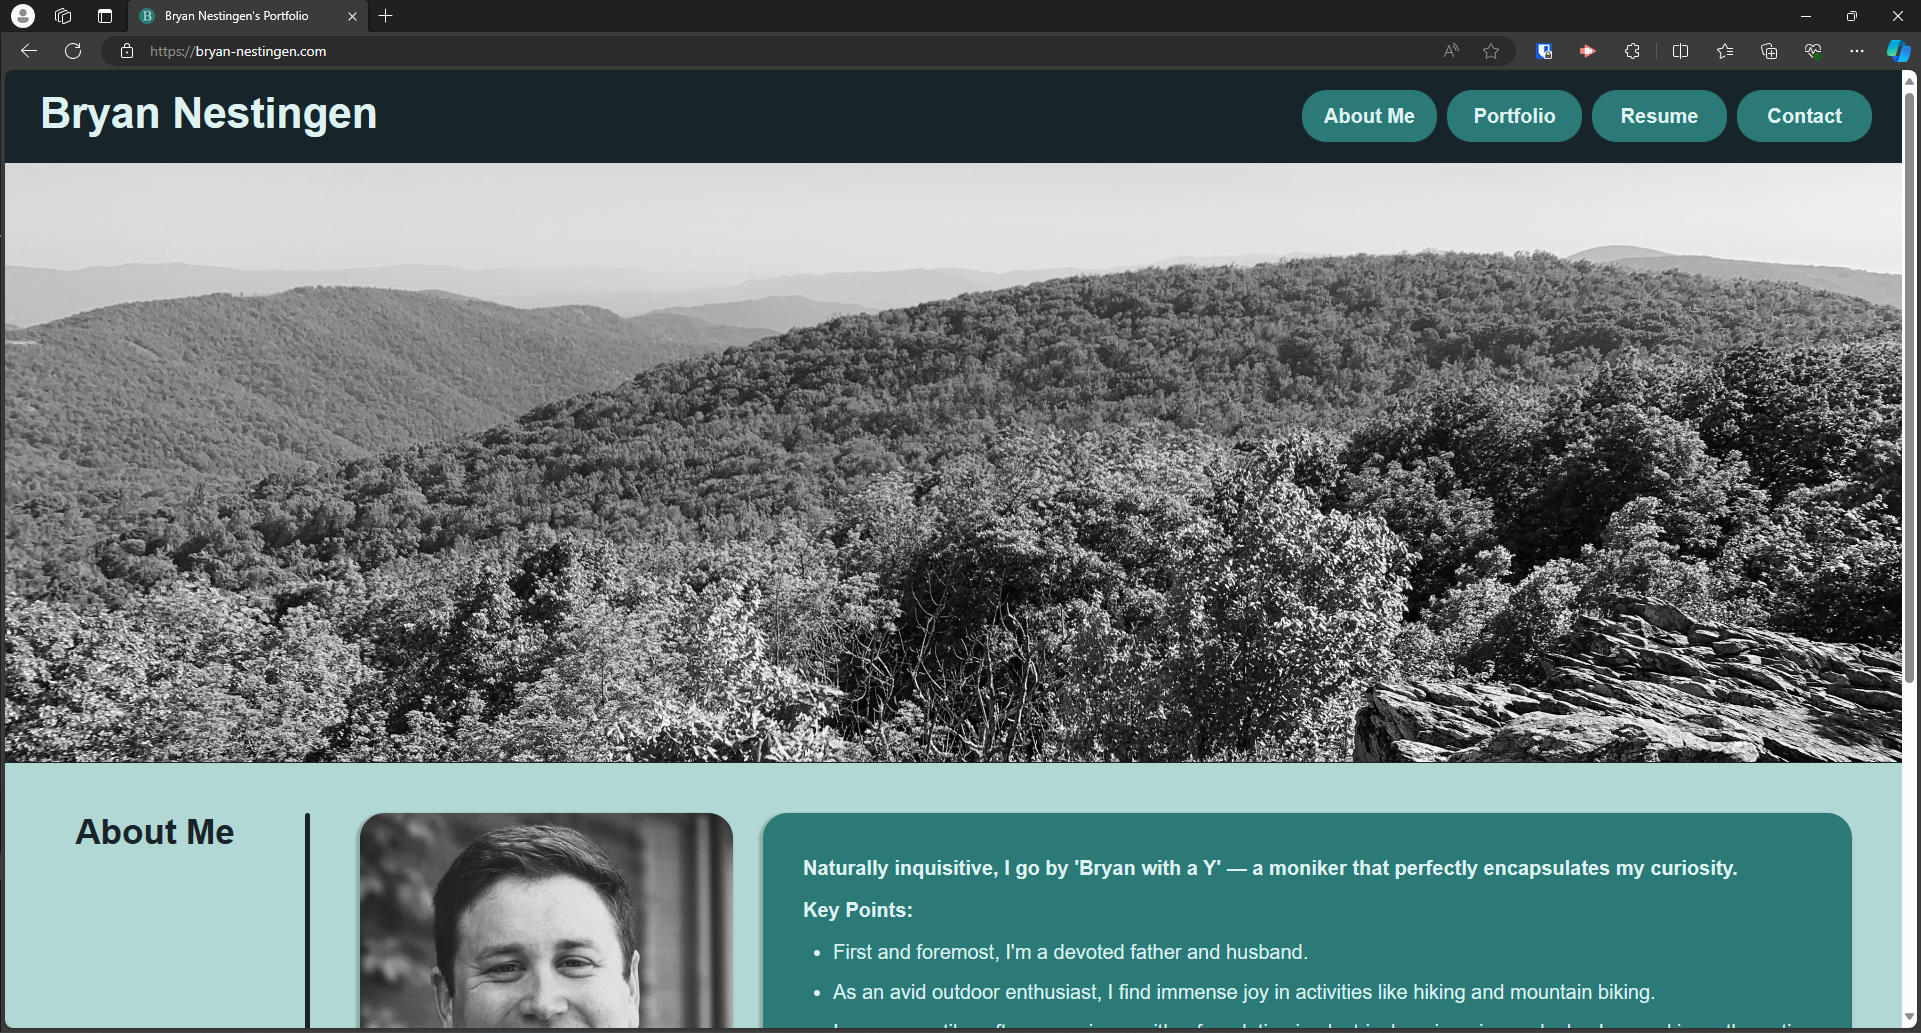 B Bryan Nestingen's Portfolio
https://bryan-nestingen.com
Bryan Nestingen
About Me Portfolio Resume Contact
About Me
Naturally inquisitive, I go by 'Bryan with a Y' — a moniker that perfectly encapsulates my curiosity.
Key Points:
• First and foremost, I'm a devoted father and husband.
• As an avid outdoor enthusiast, I find immense joy in activities like hiking and mountain biking.